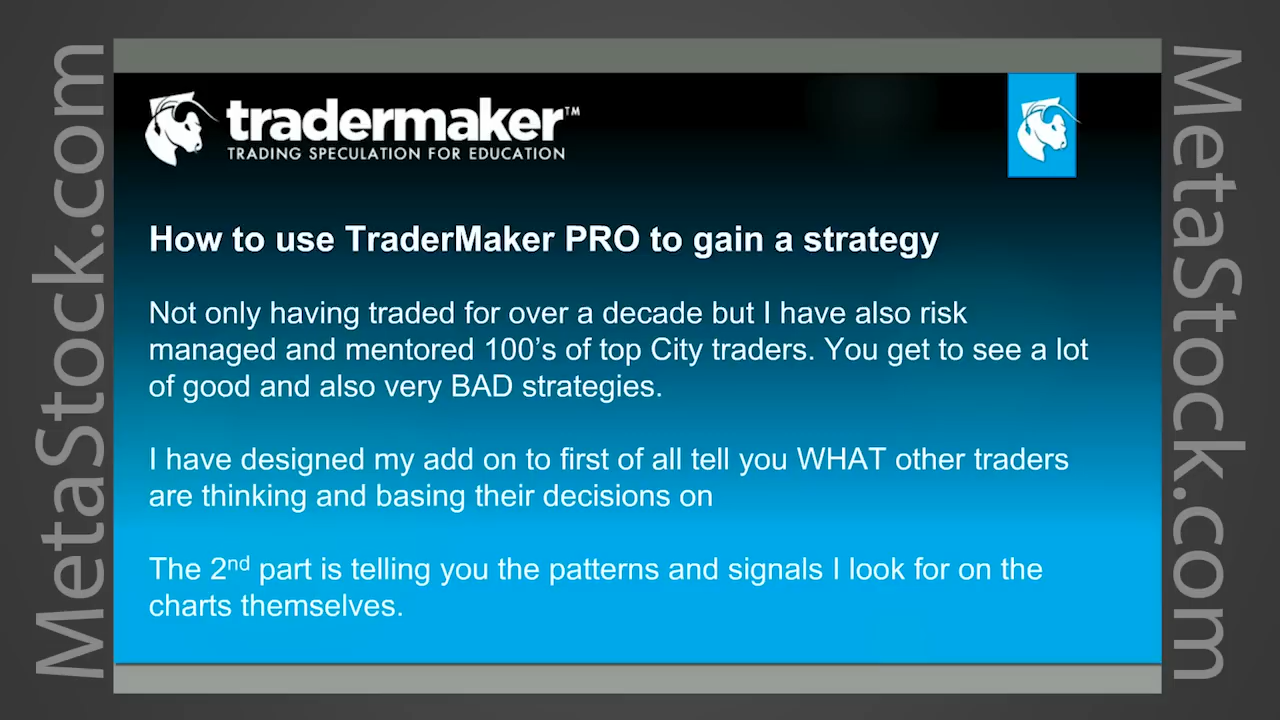 MetaStock.com
tradermaker™
TRADING SPECULATION FOR EDUCATION
How to use TraderMaker PRO to gain a strategy
Not only having traded for over a decade but I have also risk
managed and mentored 100’s of top City traders. You get to see a lot
of good and also very BAD strategies.
I have designed my add on to first of all tell you WHAT other traders
are thinking and basing their decisions on
The 2nd part is telling you the patterns and signals I look for on the
charts themselves.
MetaStock.com